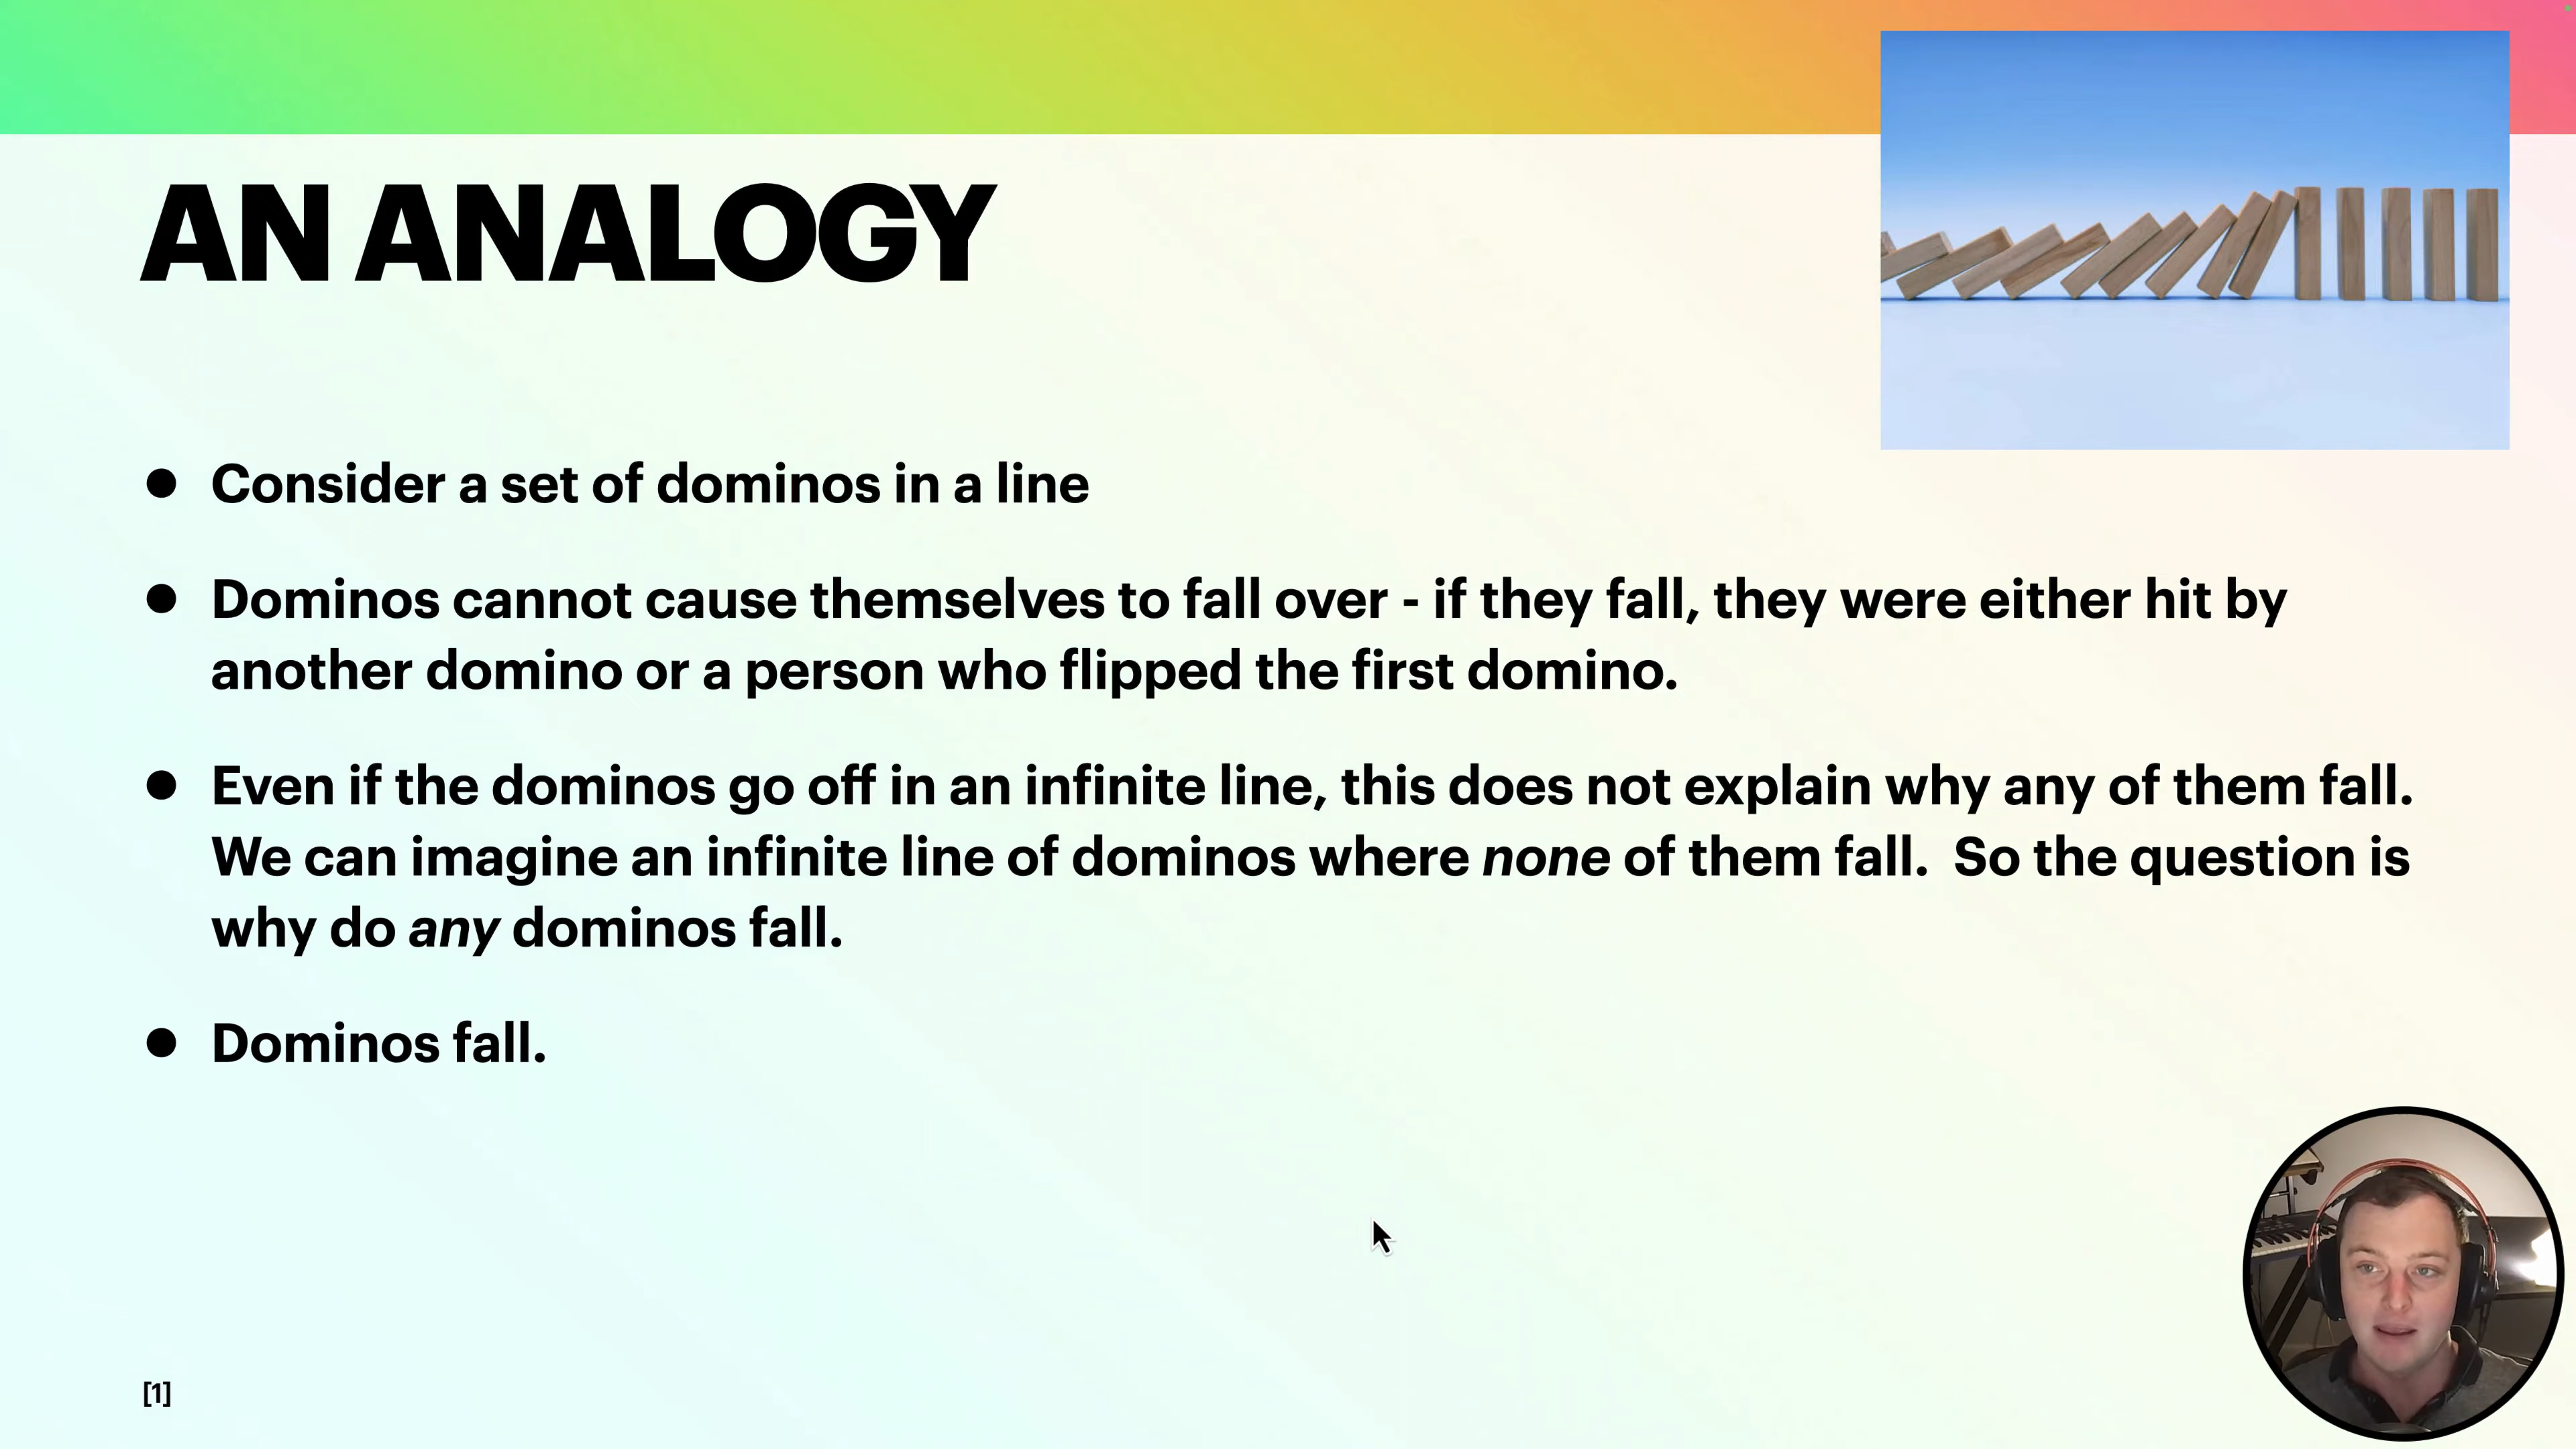 AN ANALOGY
● Consider a set of dominos in a line
● Dominos cannot cause themselves to fall over - if they fall, they were either hit by
another domino or a person who flipped the first domino.
● Even if the dominos go off in an infinite line, this does not explain why any of them fall.
We can imagine an infinite line of dominos where none of them fall.  So the question is
why do any dominos fall.
● Dominos fall.
[1]